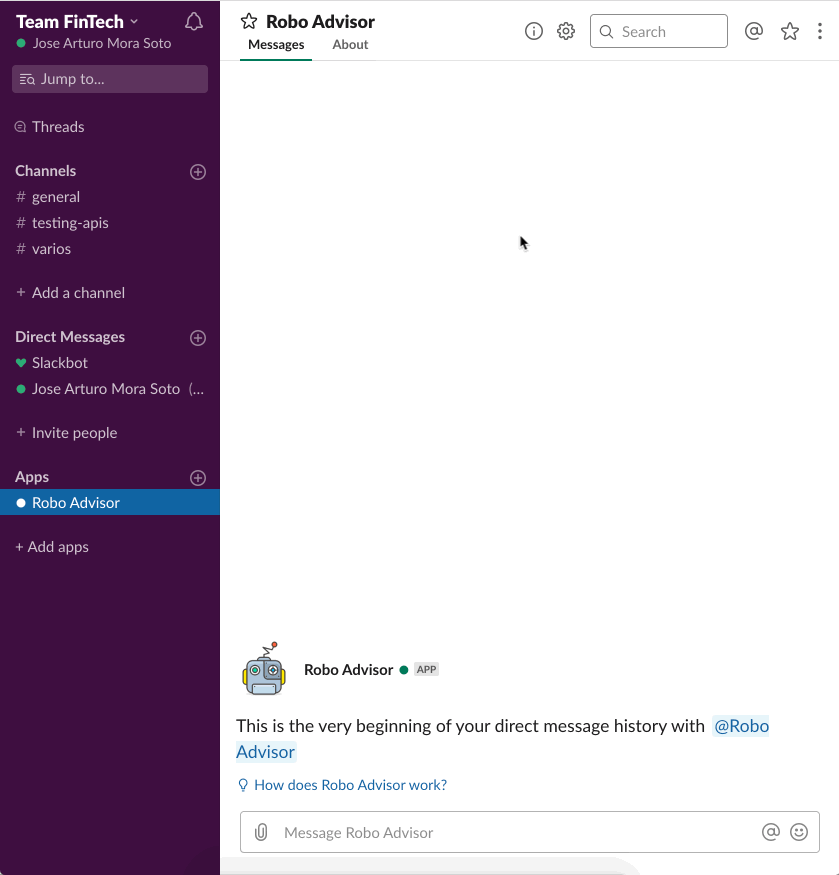 Team FinTech
Jose Arturo Mora Soto
Jump to...
Threads
Channels
# general
# testing-apis
# varios
+ Add a channel
Direct Messages
Slackbot
Jose Arturo Mora Soto (...
+ Invite people
Apps
Robo Advisor
+ Add apps
Robo Advisor
Messages About
Search
Robo Advisor APP
This is the very beginning of your direct message history with @Robo
Advisor
How does Robo Advisor work?
Message Robo Advisor